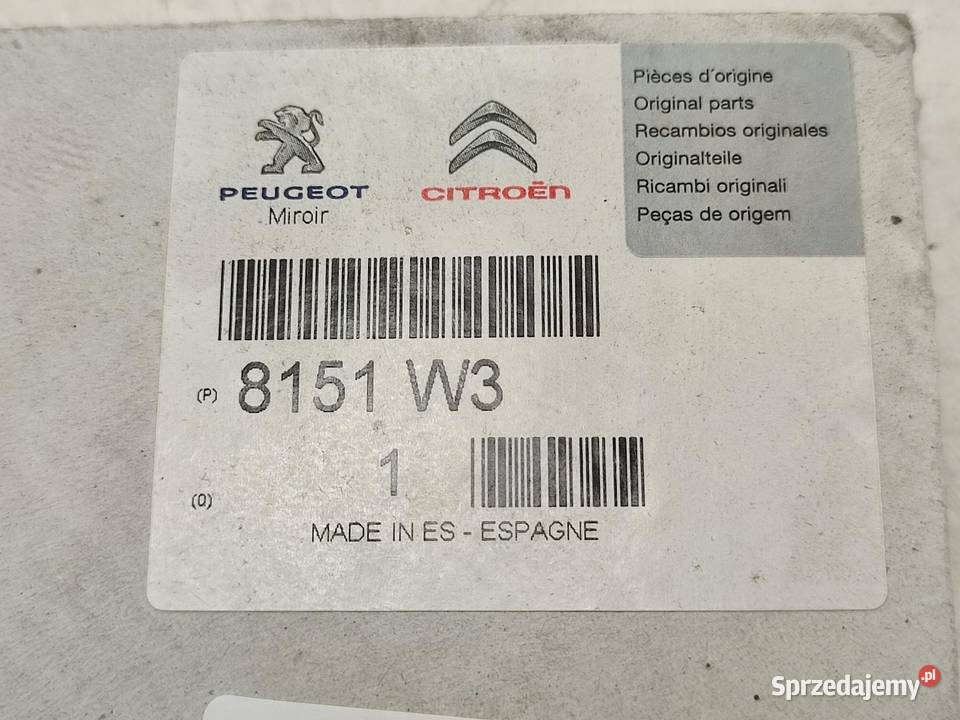 PEUGEOT
Miroir
CITROËN
Pièces d'origine
Original parts
Recambios originales
Originalteile
Ricambi originali
Peças de origem
(P) 8151 W3
(Q) 1
MADE IN ES - ESPAGNE
Sprzedajemy.pl